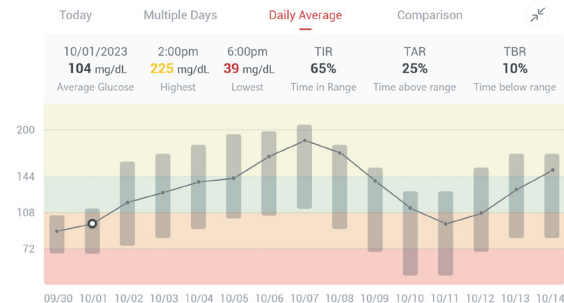 Today Multiple Days Daily Average Comparison
10/01/2023 2:00pm 6:00pm TIR TAR TBR
104 mg/dL 225 mg/dL 39 mg/dL 65% 25% 10%
Average Glucose Highest Lowest Time in Range Time above range Time below range
200
144
108
72
09/30 10/01 10/02 10/03 10/04 10/05 10/06 10/07 10/08 10/09 10/10 10/11 10/12 10/13 10/14